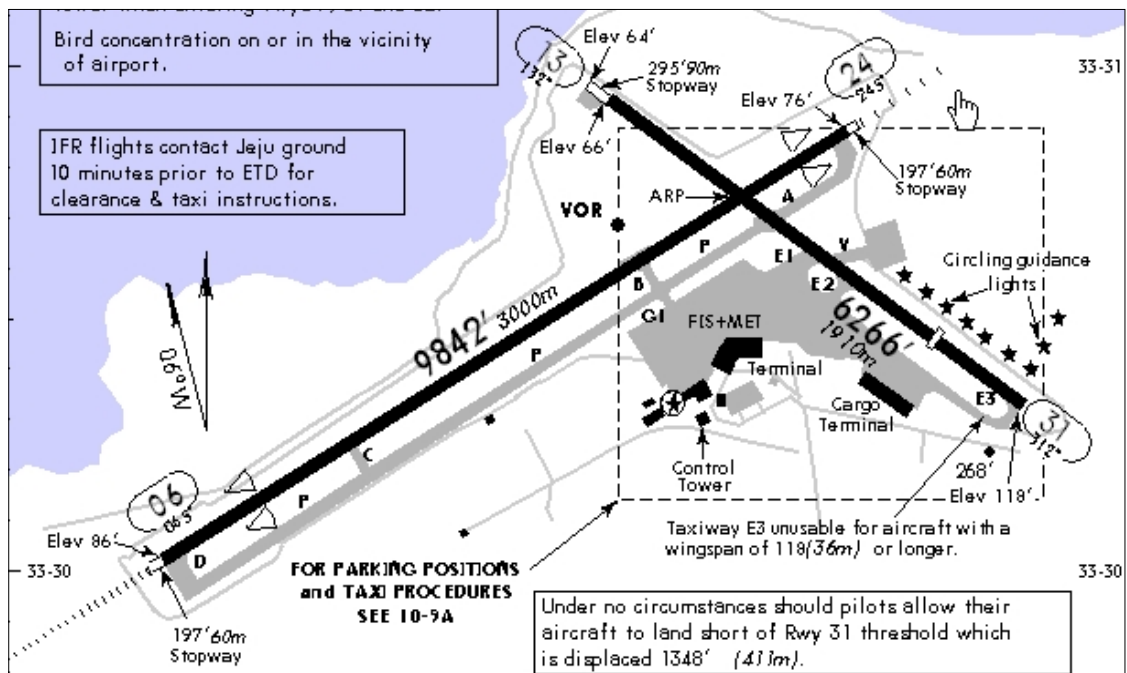 Bird concentration on or in the vicinity
of airport.
IFR flights contact Jeju ground
10 minutes prior to ETD for
clearance & taxi instructions.
13
132°
Elev 64'
295'90m
Stopway
Elev 66'
24
245°
Elev 76'
197'60m
Stopway
33-31
ARP
VOR
A
P
E1
V
E2
B
G1
FIS+MET
Circling guidance
lights
06°W
9842' 3000m
6266'
1910m
P
Terminal
Cargo
Terminal
E3
31
312°
C
Control
Tower
268'
Elev 118'
06
065°
P
Elev 86'
D
Taxiway E3 unusable for aircraft with a
wingspan of 118(36m) or longer.
33-30
33-30
FOR PARKING POSITIONS
and TAXI PROCEDURES
SEE 10-9A
197'60m
Stopway
Under no circumstances should pilots allow their
aircraft to land short of Rwy 31 threshold which
is displaced 1348' (411m).